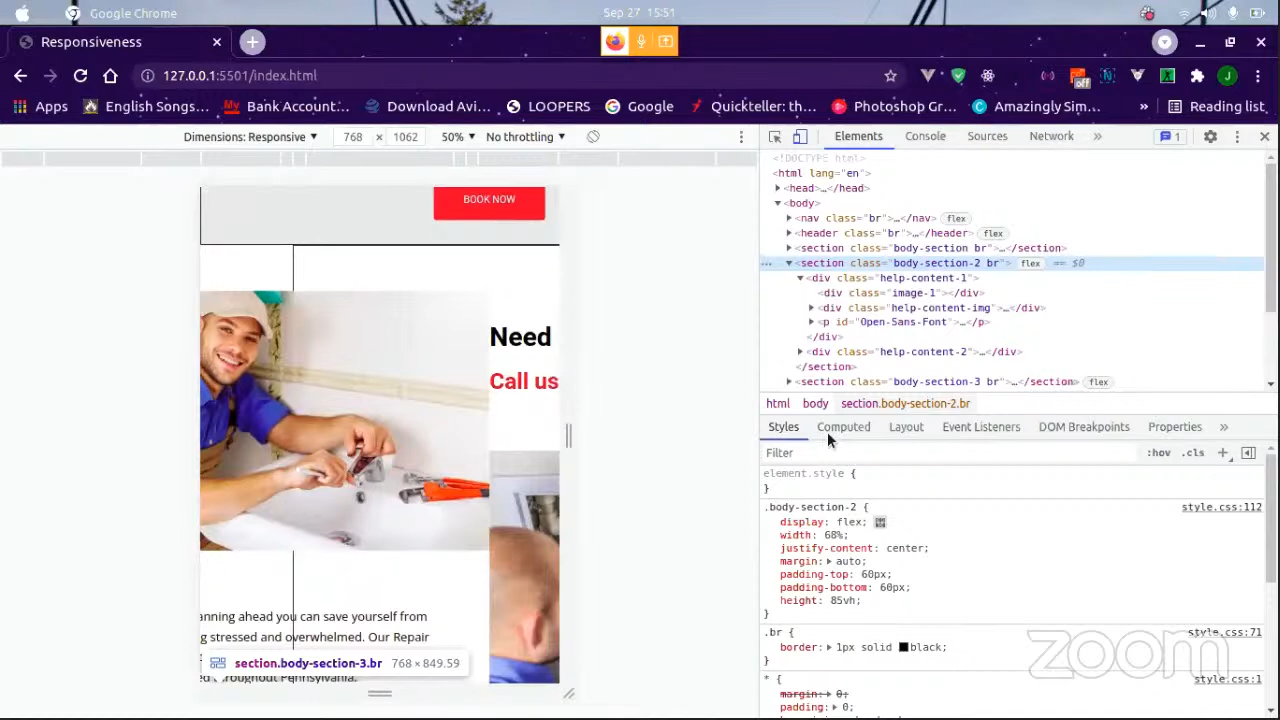 Google Chrome
Sep 27 15:51
Responsiveness
127.0.0.1:5501/index.html
off
J
Apps
English Songs...
My Bank Account:...
Download Avi...
LOOPERS
Google
Quickteller: th...
Photoshop Gr...
Amazingly Sim...
»
Reading list
Dimensions: Responsive
768 × 1062
50%
No throttling
Elements
Console
Sources
Network
»
1
BOOK NOW
Need
Call us
anning ahead you can save yourself from
g stressed and overwhelmed. Our Repair
section.body-section-3.br 768 × 849.59
ed throughout Pennsylvania.
<!DOCTYPE html>
<html lang="en">
<head>…</head>
<body>
<nav class="br">…</nav> flex
<header class="br">…</header> flex
<section class="body-section br">…</section>
<section class="body-section-2 br"> flex == $0
<div class="help-content-1">
<div class="image-1"></div>
<div class="help-content-img">…</div>
<p id="Open-Sans-Font">…</p>
</div>
<div class="help-content-2">…</div>
</section>
<section class="body-section-3 br">…</section> flex
html body section.body-section-2.br
Styles
Computed
Layout
Event Listeners
DOM Breakpoints
Properties
»
Filter
:hov .cls +
element.style {
}
.body-section-2 {
style.css:112
display: flex;
width: 68%;
justify-content: center;
margin: auto;
padding-top: 60px;
padding-bottom: 60px;
height: 85vh;
}
.br {
style.css:71
border: 1px solid black;
}
* {
style.css:1
margin: 0;
padding: 0;
zoom